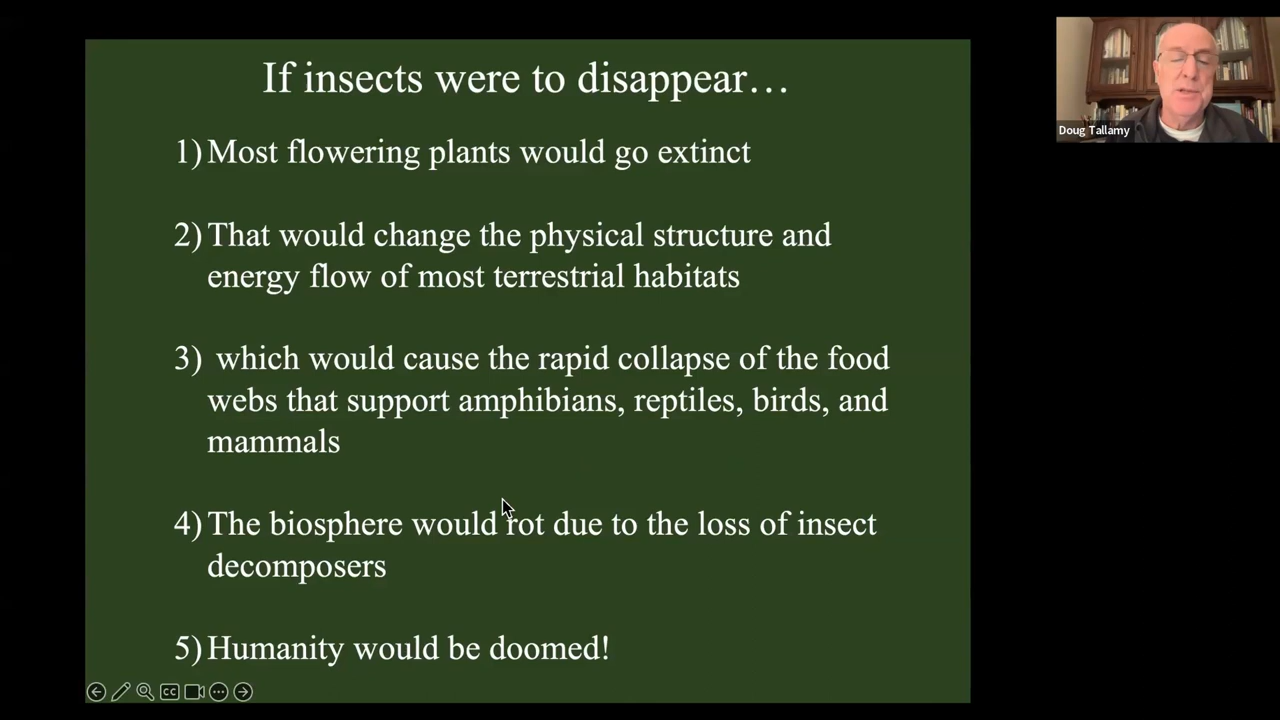 If insects were to disappear…
1) Most flowering plants would go extinct
2) That would change the physical structure and
energy flow of most terrestrial habitats
3) which would cause the rapid collapse of the food
webs that support amphibians, reptiles, birds, and
mammals
4) The biosphere would rot due to the loss of insect
decomposers
5) Humanity would be doomed!
Doug Tallamy
CC